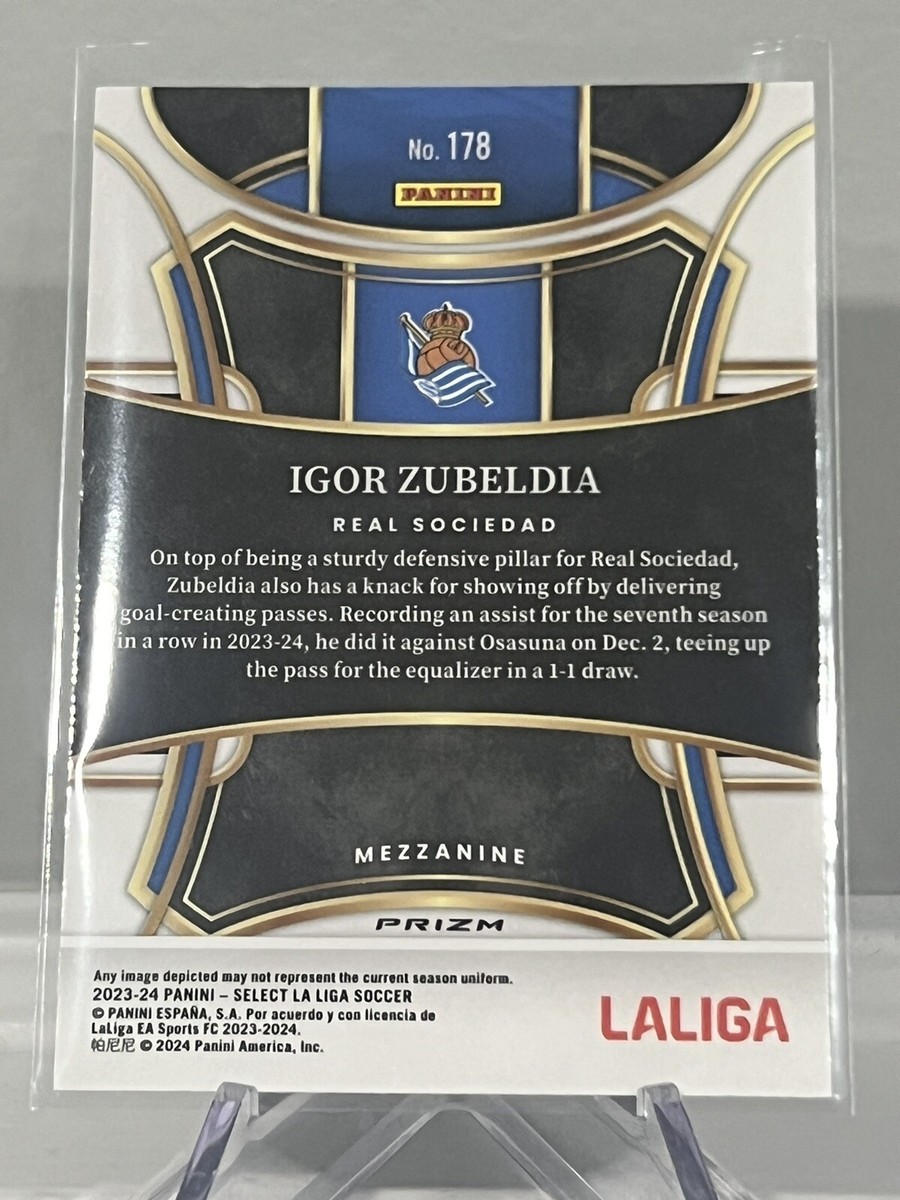 No. 178
PANINI
IGOR ZUBELDIA
REAL SOCIEDAD
On top of being a sturdy defensive pillar for Real Sociedad,
Zubeldia also has a knack for showing off by delivering
goal-creating passes. Recording an assist for the seventh season
in a row in 2023-24, he did it against Osasuna on Dec. 2, teeing up
the pass for the equalizer in a 1-1 draw.
MEZZANINE
PRIZM
Any image depicted may not represent the current season uniform.
2023-24 PANINI – SELECT LA LIGA SOCCER
© PANINI ESPAÑA, S.A. Por acuerdo y con licencia de
LaLiga EA Sports FC 2023-2024.
帕尼尼 © 2024 Panini America, Inc.
LALIGA